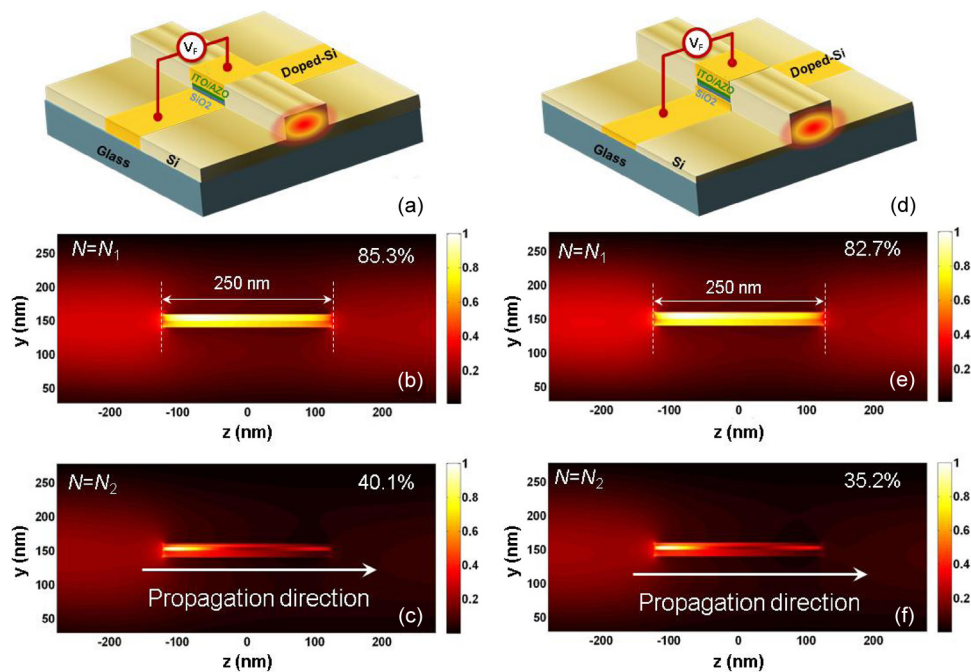 V_F
Doped-Si
ITO/AZO
SiO2
Glass
Si
(a)
V_F
Doped-Si
ITO/AZO
SiO2
Glass
Si
(d)
N=N₁
85.3%
250 nm
(b)
y (nm)
250
200
150
100
50
-200 -100 0 100 200
z (nm)
1
0.8
0.6
0.4
0.2
N=N₁
82.7%
250 nm
(e)
y (nm)
250
200
150
100
50
-200 -100 0 100 200
z (nm)
1
0.8
0.6
0.4
0.2
N=N₂
40.1%
Propagation direction
(c)
y (nm)
250
200
150
100
50
-200 -100 0 100 200
z (nm)
1
0.8
0.6
0.4
0.2
N=N₂
35.2%
Propagation direction
(f)
y (nm)
250
200
150
100
50
-200 -100 0 100 200
z (nm)
1
0.8
0.6
0.4
0.2